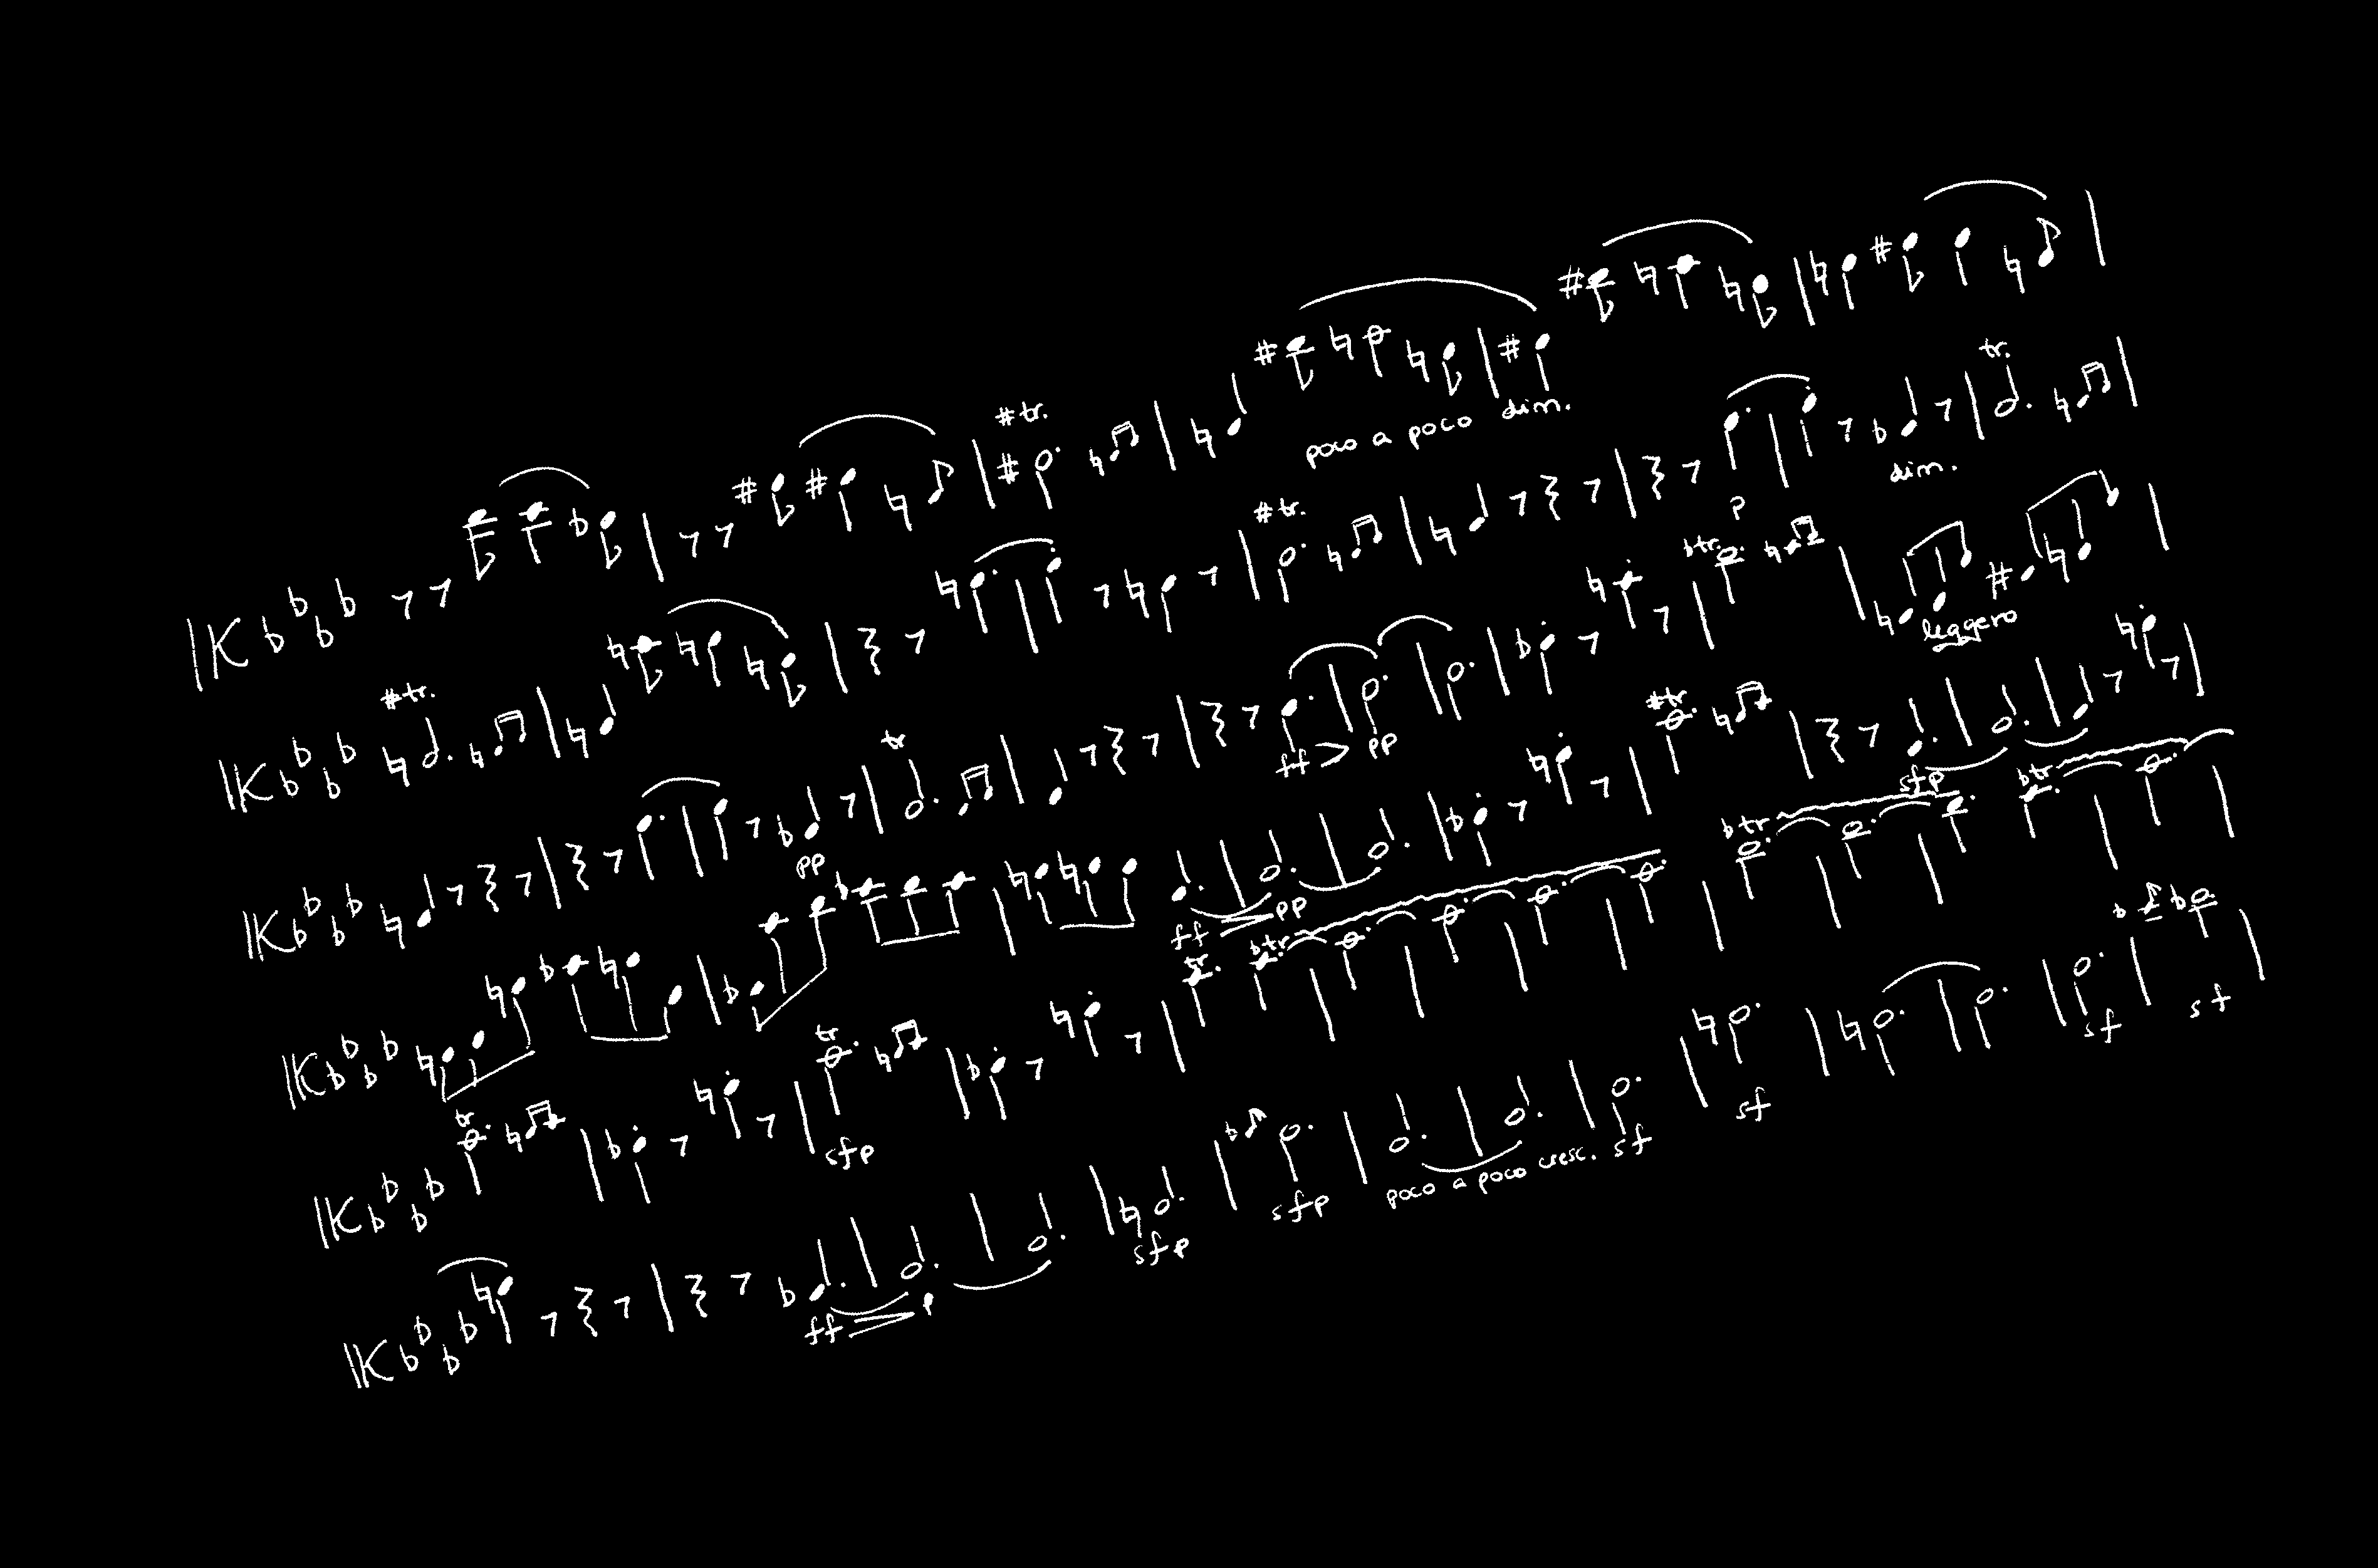 tr.
poco a poco dim.
tr. tr. p dim. tr.
tr pp tr ff pp tr. leggero
ff pp tr sfp
tr tr sfp tr tr tr tr
ff p sfp sfp poco a poco cresc. sf sf sf sf